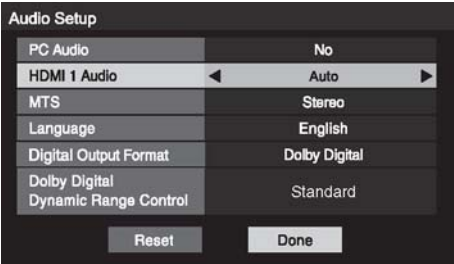 Audio Setup
PC Audio No
HDMI 1 Audio Auto
MTS Stereo
Language English
Digital Output Format Dolby Digital
Dolby Digital
Dynamic Range Control Standard
Reset Done